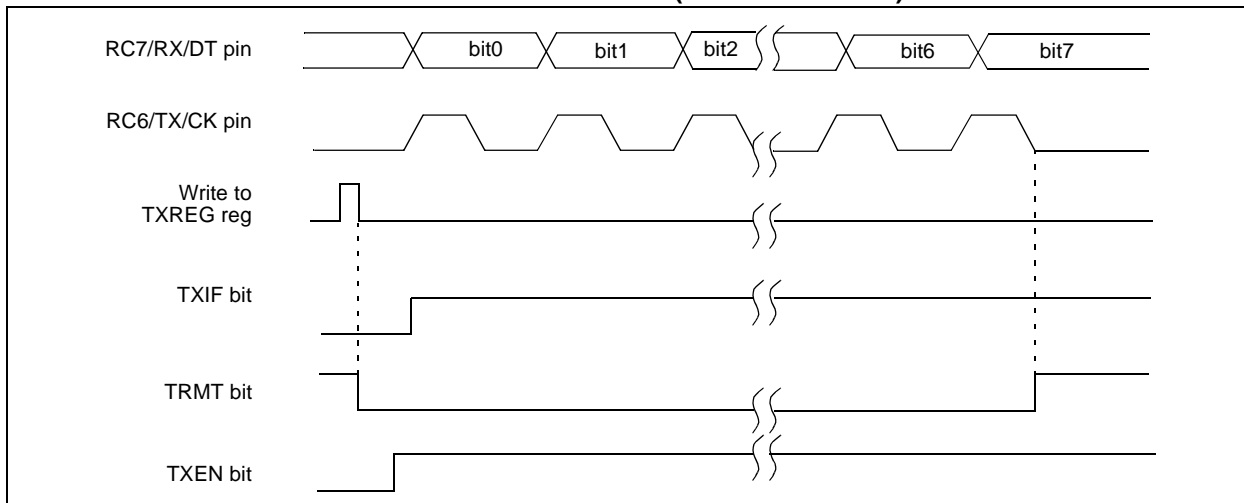 RC7/RX/DT pin
bit0
bit1
bit2
bit6
bit7
RC6/TX/CK pin
Write to
TXREG reg
TXIF bit
TRMT bit
TXEN bit